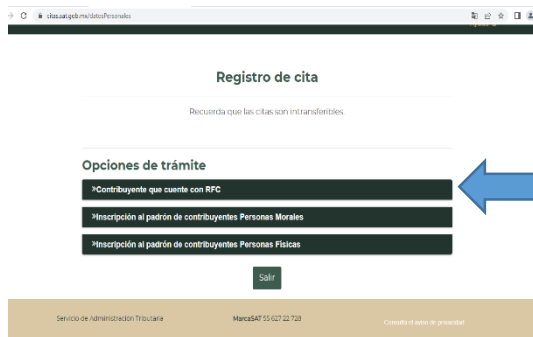 citas.sat.gob.mx/datosPersonales
Registro de cita
Recuerda que las citas son intransferibles.
Opciones de trámite
»Contribuyente que cuente con RFC
»Inscripción al padrón de contribuyentes Personas Morales
»Inscripción al padrón de contribuyentes Personas Físicas
Salir
Servicio de Administración Tributaria MarcaSAT 55 627 22 728 Consulta el aviso de privacidad